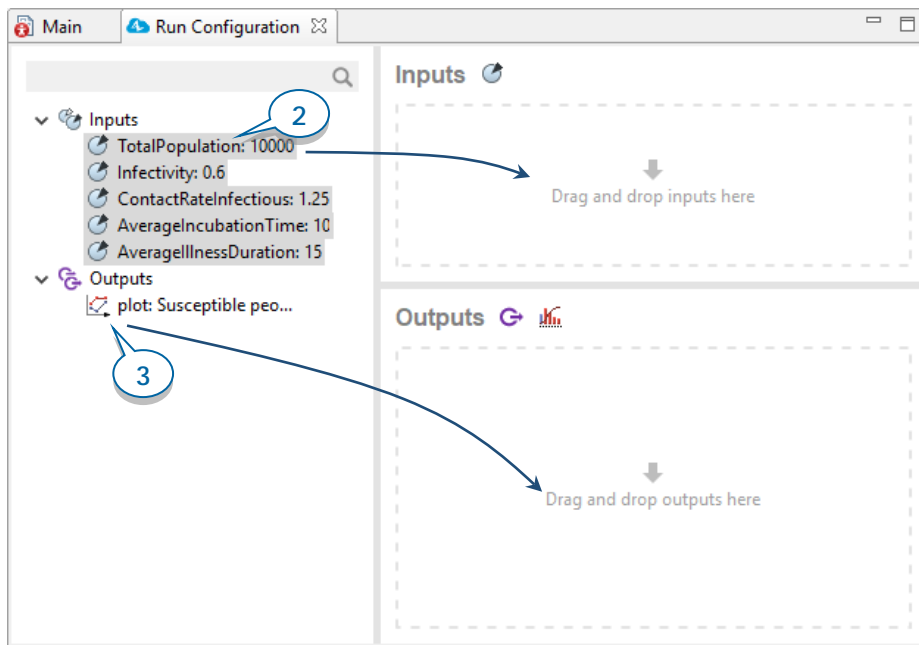 Main
Run Configuration
Inputs
2
TotalPopulation: 10000
Infectivity: 0.6
ContactRateInfectious: 1.25
AverageIncubationTime: 10
AverageIllnessDuration: 15
Outputs
plot: Susceptible peo...
3
Inputs
Drag and drop inputs here
Outputs
Drag and drop outputs here